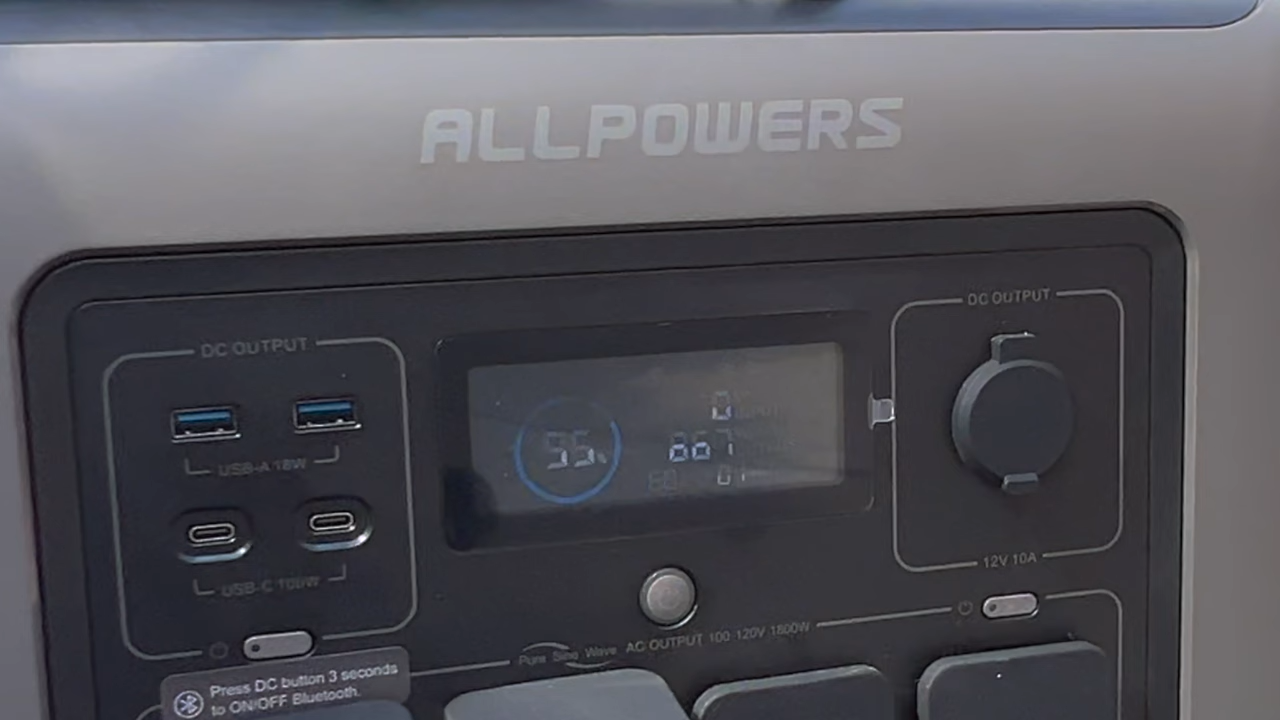 ALLPOWERS
DC OUTPUT
DC OUTPUT
55%
USB-A 18W
USB-C 100W
12V 10A
Pure Sine Wave AC OUTPUT 100-120V 1800W
Press DC button 3 seconds
to ON/OFF Bluetooth.